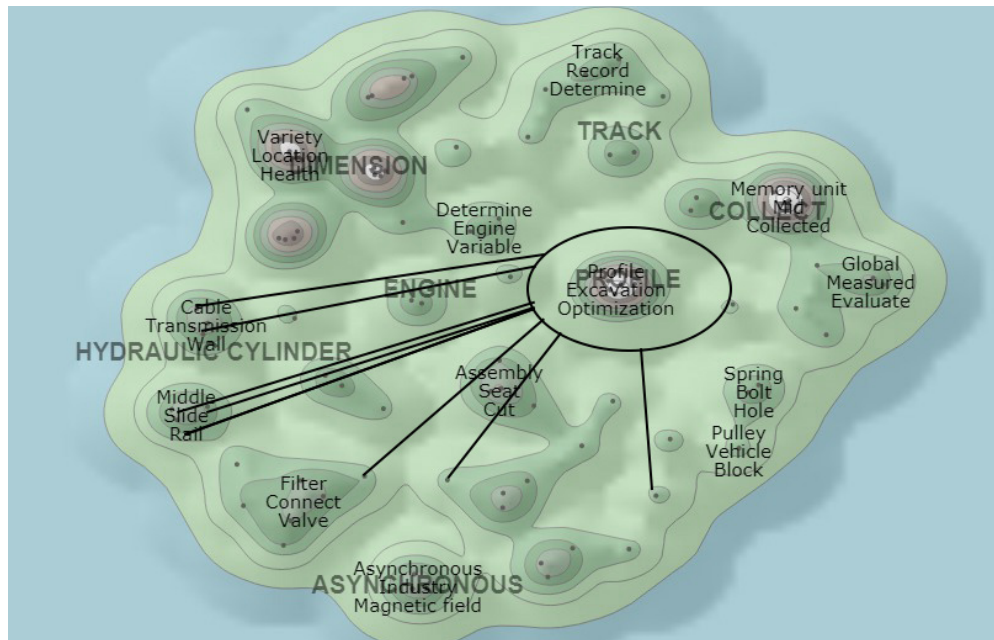 Track
Record
Determine
TRACK
Variety
Location
Health
DIMENSION
Memory unit
Mic
Collected
COLLECT
Determine
Engine
Variable
Global
Measured
Evaluate
PROFILE
Profile
Excavation
Optimization
ENGINE
Cable
Transmission
Wall
HYDRAULIC CYLINDER
Assembly
Seat
Cut
Spring
Bolt
Hole
Middle
Slide
Rail
Pulley
Vehicle
Block
Filter
Connect
Valve
Asynchronous
Industry
Magnetic field
ASYNCHRONOUS